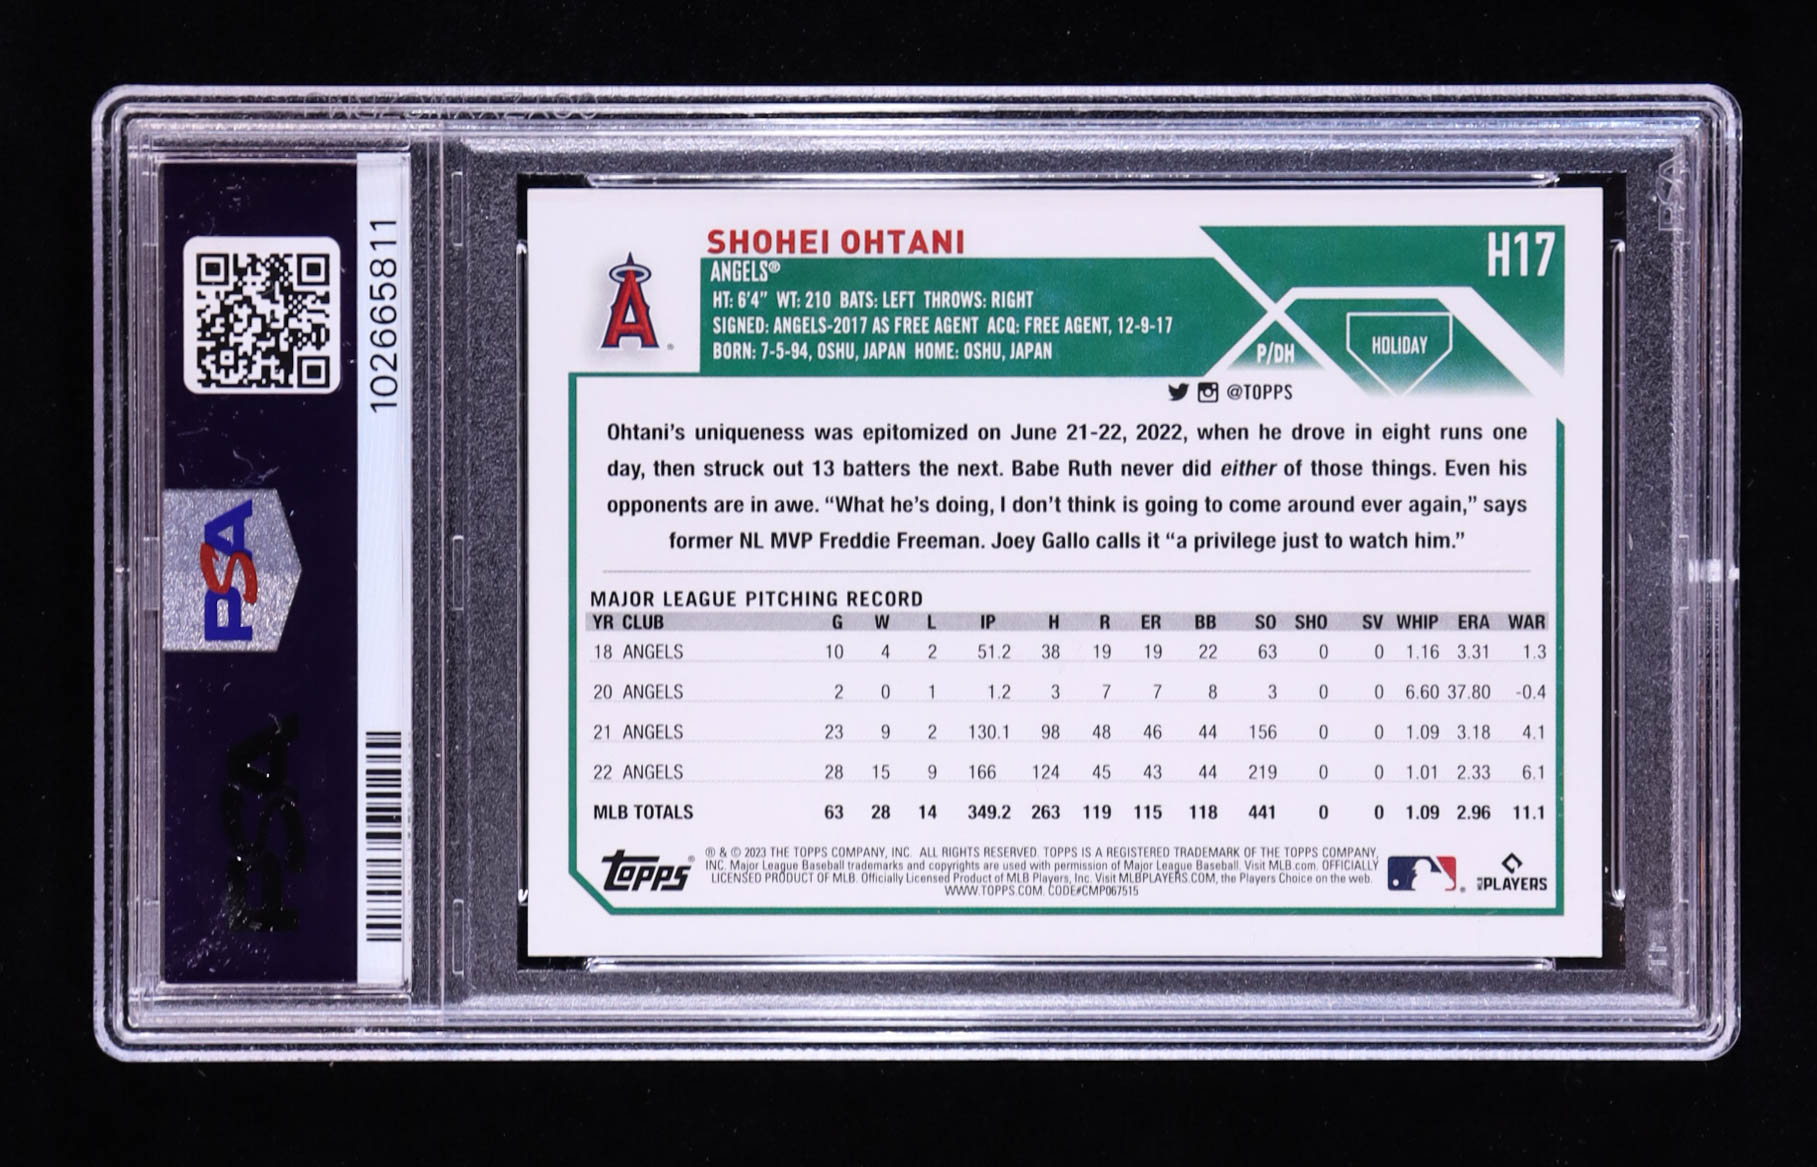 102665811
PSA
PSA
SHOHEI OHTANI
H17
ANGELS®
HT: 6'4" WT: 210 BATS: LEFT THROWS: RIGHT
SIGNED: ANGELS-2017 AS FREE AGENT ACQ: FREE AGENT, 12-9-17
BORN: 7-5-94, OSHU, JAPAN HOME: OSHU, JAPAN
P/DH
HOLIDAY
@TOPPS
Ohtani's uniqueness was epitomized on June 21-22, 2022, when he drove in eight runs one
day, then struck out 13 batters the next. Babe Ruth never did either of those things. Even his
opponents are in awe. "What he's doing, I don't think is going to come around ever again," says
former NL MVP Freddie Freeman. Joey Gallo calls it "a privilege just to watch him."
MAJOR LEAGUE PITCHING RECORD
YR CLUB G W L IP H R ER BB SO SHO SV WHIP ERA WAR
18 ANGELS 10 4 2 51.2 38 19 19 22 63 0 0 1.16 3.31 1.3
20 ANGELS 2 0 1 1.2 3 7 7 8 3 0 0 6.60 37.80 -0.4
21 ANGELS 23 9 2 130.1 98 48 46 44 156 0 0 1.09 3.18 4.1
22 ANGELS 28 15 9 166 124 45 43 44 219 0 0 1.01 2.33 6.1
MLB TOTALS 63 28 14 349.2 263 119 115 118 441 0 0 1.09 2.96 11.1
Topps®
® & © 2023 THE TOPPS COMPANY, INC. ALL RIGHTS RESERVED. TOPPS IS A REGISTERED TRADEMARK OF THE TOPPS COMPANY,
INC. Major League Baseball trademarks and copyrights are used with permission of Major League Baseball. Visit MLB.com. OFFICIALLY
LICENSED PRODUCT OF MLB. Officially Licensed Product of MLB Players, Inc. Visit MLBPLAYERS.COM, the Players Choice on the web.
WWW.TOPPS.COM. CODE#CMP067515
MLB PLAYERS